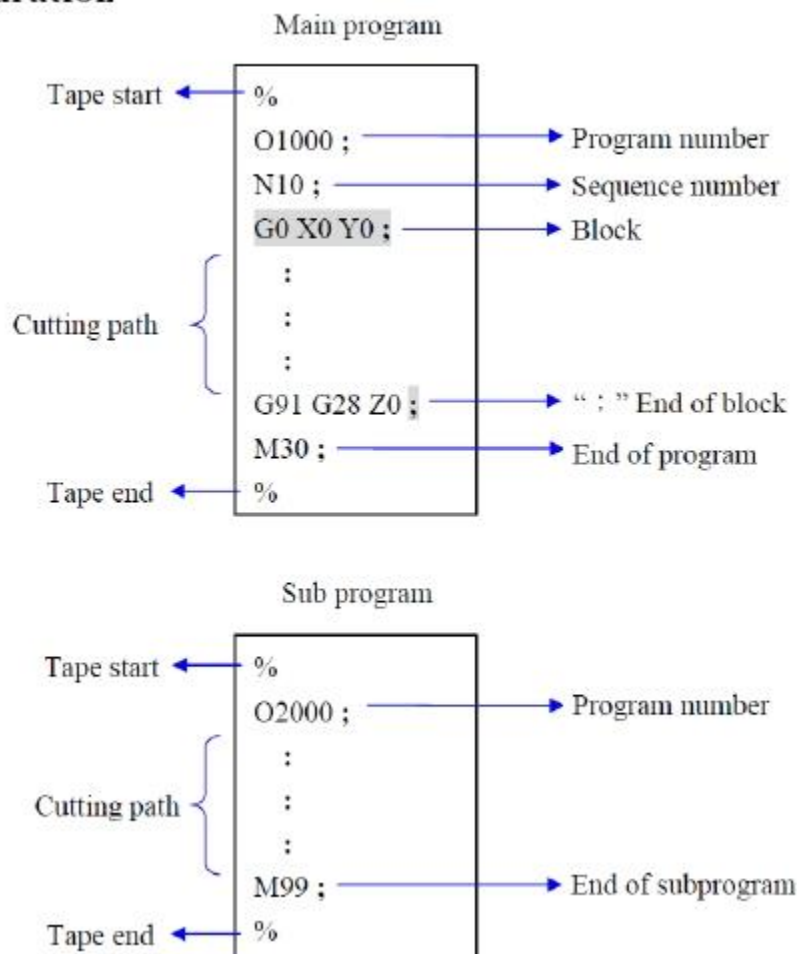 Main program
Tape start %
O1000 ; Program number
N10 ; Sequence number
G0 X0 Y0 ; Block
:
Cutting path :
:
G91 G28 Z0 ; “ ; ” End of block
M30 ; End of program
Tape end %
Sub program
Tape start %
O2000 ; Program number
:
Cutting path :
:
M99 ; End of subprogram
Tape end %